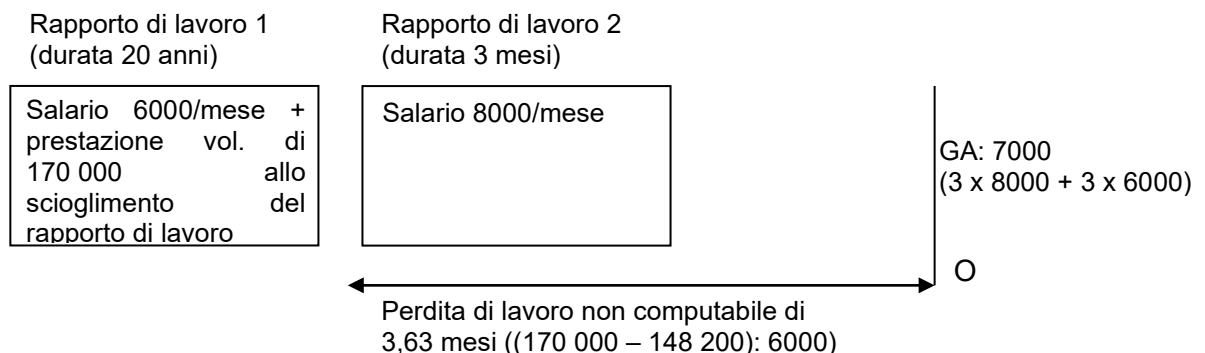 Rapporto di lavoro 1
(durata 20 anni)
Rapporto di lavoro 2
(durata 3 mesi)
Salario 6000/mese +
prestazione vol. di
170 000 allo
scioglimento del
rapporto di lavoro
Salario 8000/mese
GA: 7000
(3 x 8000 + 3 x 6000)
O
Perdita di lavoro non computabile di
3,63 mesi ((170 000 – 148 200): 6000)